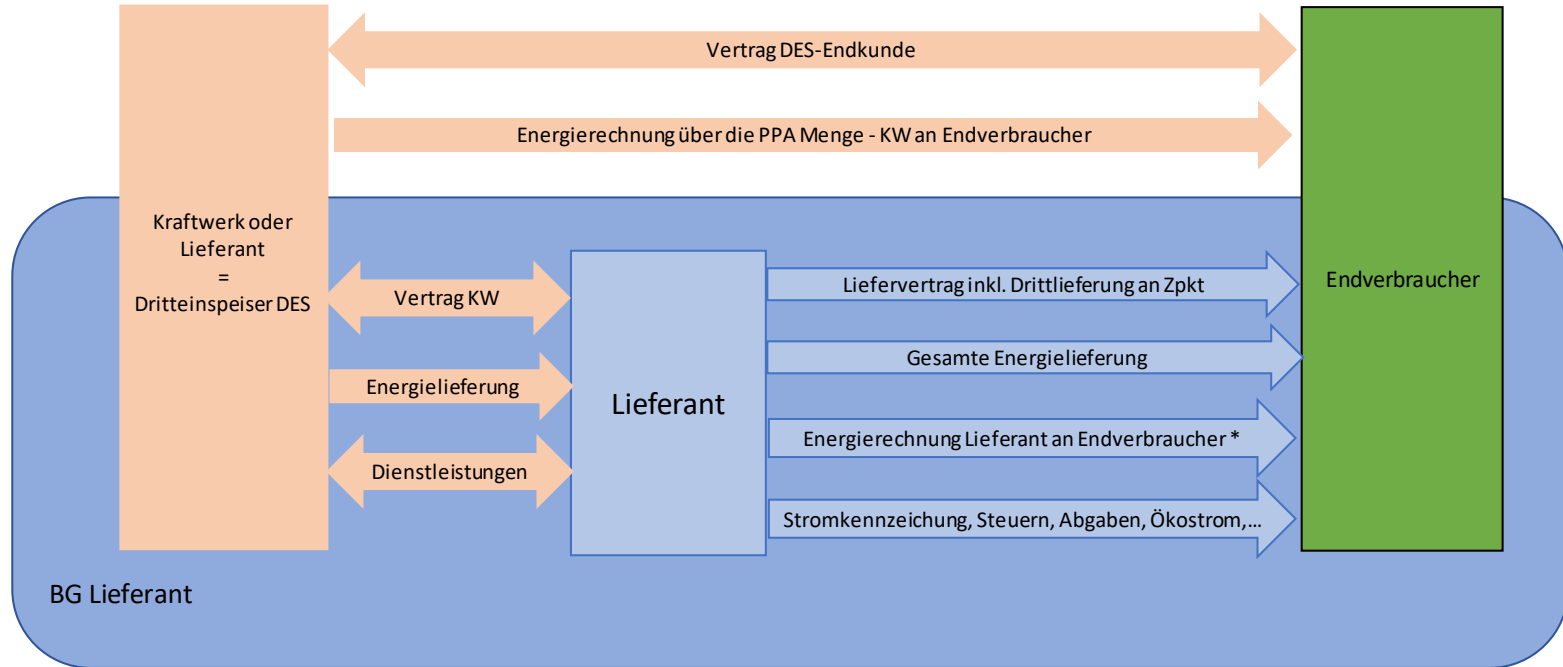 Vertrag DES-Endkunde
Energierechnung über die PPA Menge - KW an Endverbraucher
Kraftwerk oder
Lieferant
=
Dritteinspeiser DES
Vertrag KW
Energielieferung
Dienstleistungen
Lieferant
Liefervertrag inkl. Drittlieferung an Zpkt
Gesamte Energielieferung
Energierechnung Lieferant an Endverbraucher *
Stromkennzeichung, Steuern, Abgaben, Ökostrom,...
Endverbraucher
BG Lieferant